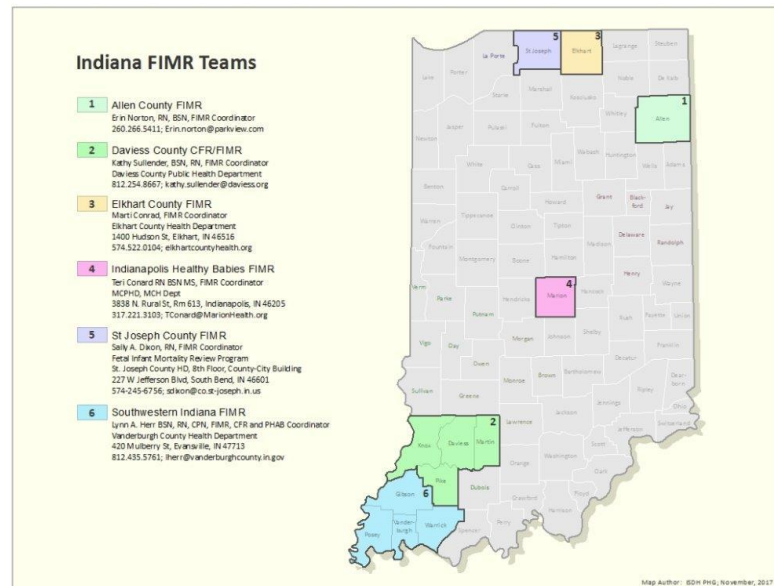 Indiana FIMR Teams
1 Allen County FIMR
Erin Norton, RN, BSN, FIMR Coordinator
260.266.5411; Erin.norton@parkview.com
2 Daviess County CFR/FIMR
Kathy Sullender, BSN, RN, FIMR Coordinator
Daviess County Public Health Department
812.254.8667; kathy.sullender@daviess.org
3 Elkhart County FIMR
Marti Conrad, FIMR Coordinator
Elkhart County Health Department
1400 Hudson St, Elkhart, IN 46516
574.522.0104; elkhartcountyhealth.org
4 Indianapolis Healthy Babies FIMR
Teri Conard RN BSN MS, FIMR Coordinator
MCPHD, MCH Dept
3838 N. Rural St, Rm 613, Indianapolis, IN 46205
317.221.3103; TConard@MarionHealth.org
5 St Joseph County FIMR
Sally A. Dixon, RN, FIMR Coordinator
Fetal Infant Mortality Review Program
St. Joseph County HD, 8th Floor, County-City Building
227 W Jefferson Blvd, South Bend, IN 46601
574-245-6756; sdixon@co.st-joseph.in.us
6 Southwestern Indiana FIMR
Lynn A. Herr BSN, RN, CPN, FIMR, CFR and PHAB Coordinator
Vanderburgh County Health Department
420 Mulberry St, Evansville, IN 47713
812.435.5761; lherr@vanderburghcounty.in.gov
5 3
St Joseph Elkhart Lagrange Steuben
La Porte
Lake Porter
Noble De Kalb
Starke Marshall Kosciusko
1
Whitley Allen
Newton Jasper Pulaski Fulton
White Cass Miami Wabash Huntington Wells Adams
Benton Carroll
Howard Grant Black-
ford Jay
Warren Tippecanoe Clinton Tipton
Delaware Randolph
Fountain Montgomery Boone Hamilton Madison
Henry Wayne
4
Verm Parke Hendricks Marion Hancock
Putnam
Rush Fayette Union
Vigo Clay Morgan Johnson Shelby
Franklin
Owen Decatur
Monroe Brown Bartholomew Dear-
born
Sullivan Greene
Ripley
Jennings Ohio
Jackson
2 Lawrence Switzerland
Knox Daviess Martin Jefferson
Scott
Orange Washington
Clark
Pike Dubois
6
Gibson Crawford Floyd
Harrison
Vander-
burgh Warrick
Posey Spencer Perry
Map Author: ISDH PHG; November, 2017